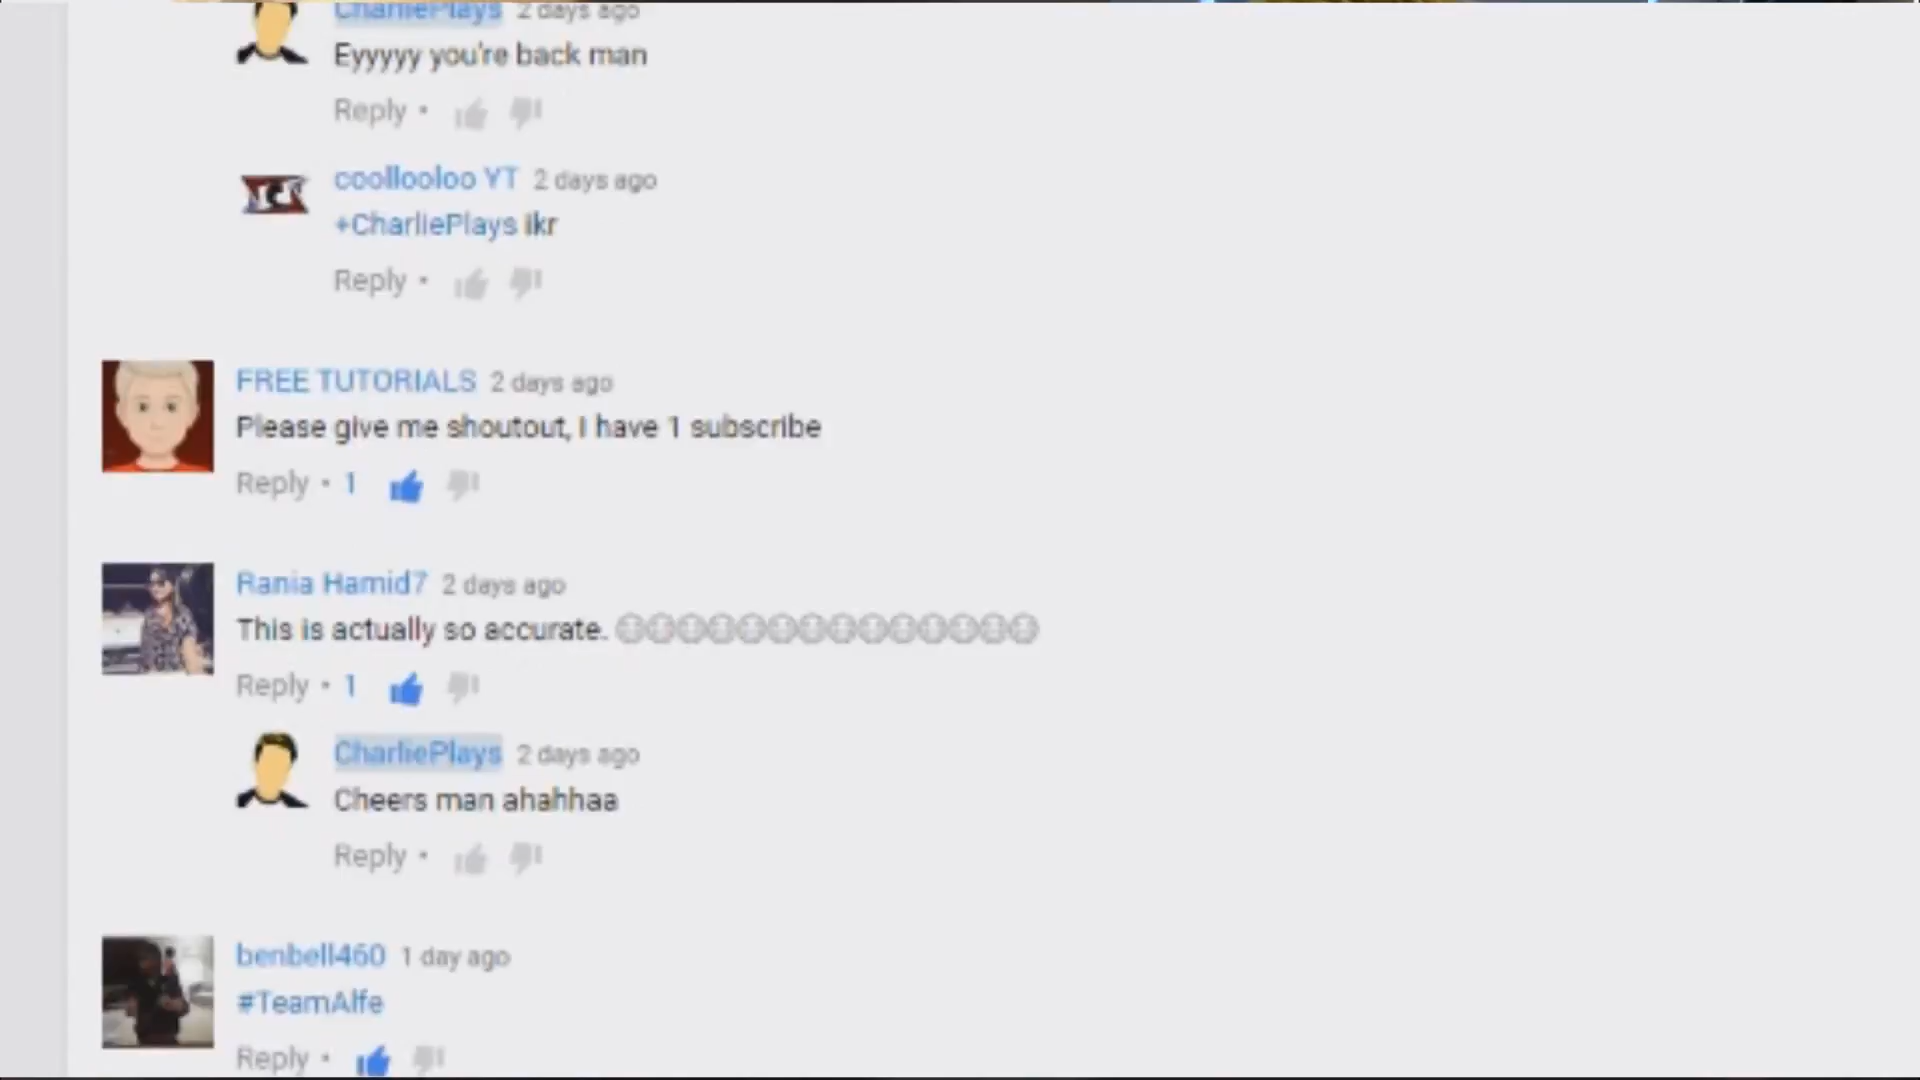 CharliePlays 2 days ago
Eyyyyy you're back man
Reply •
coollooloo YT 2 days ago
+CharliePlays ikr
Reply •
FREE TUTORIALS 2 days ago
Please give me shoutout, I have 1 subscribe
Reply • 1
Rania Hamid7 2 days ago
This is actually so accurate.
Reply • 1
CharliePlays 2 days ago
Cheers man ahahhaa
Reply •
benbell460 1 day ago
#TeamAlfe
Reply •